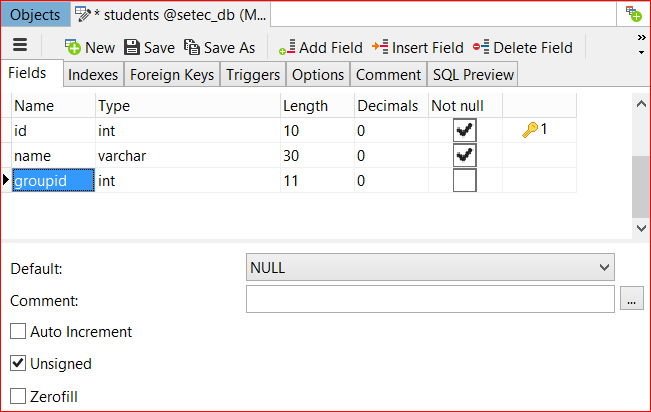 Objects * students @setec_db (M...
New Save Save As Add Field Insert Field Delete Field »
Fields Indexes Foreign Keys Triggers Options Comment SQL Preview
Name Type Length Decimals Not null
id int 10 0 1
name varchar 30 0
groupid int 11 0
Default: NULL
Comment: ...
Auto Increment
Unsigned
Zerofill